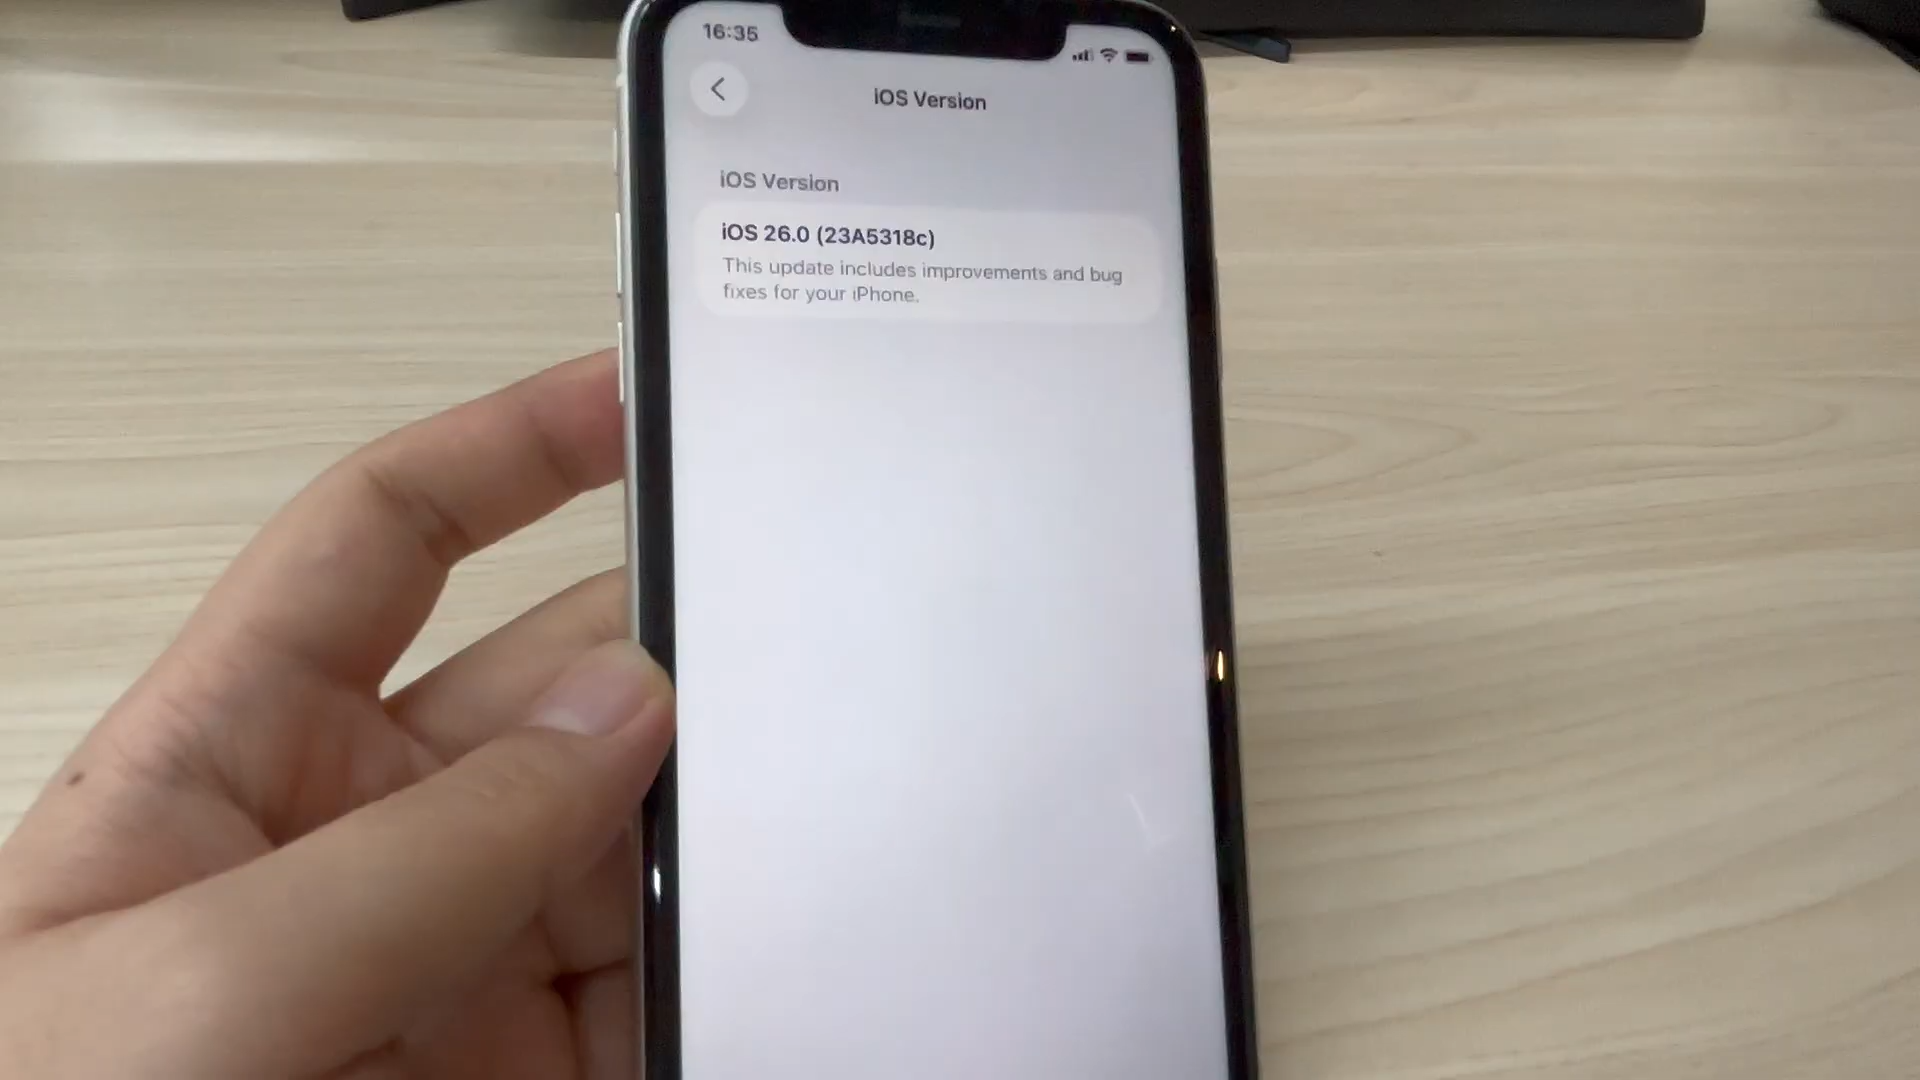 16:35
iOS Version
iOS Version
iOS 26.0 (23A5318c)
This update includes improvements and bug
fixes for your iPhone.